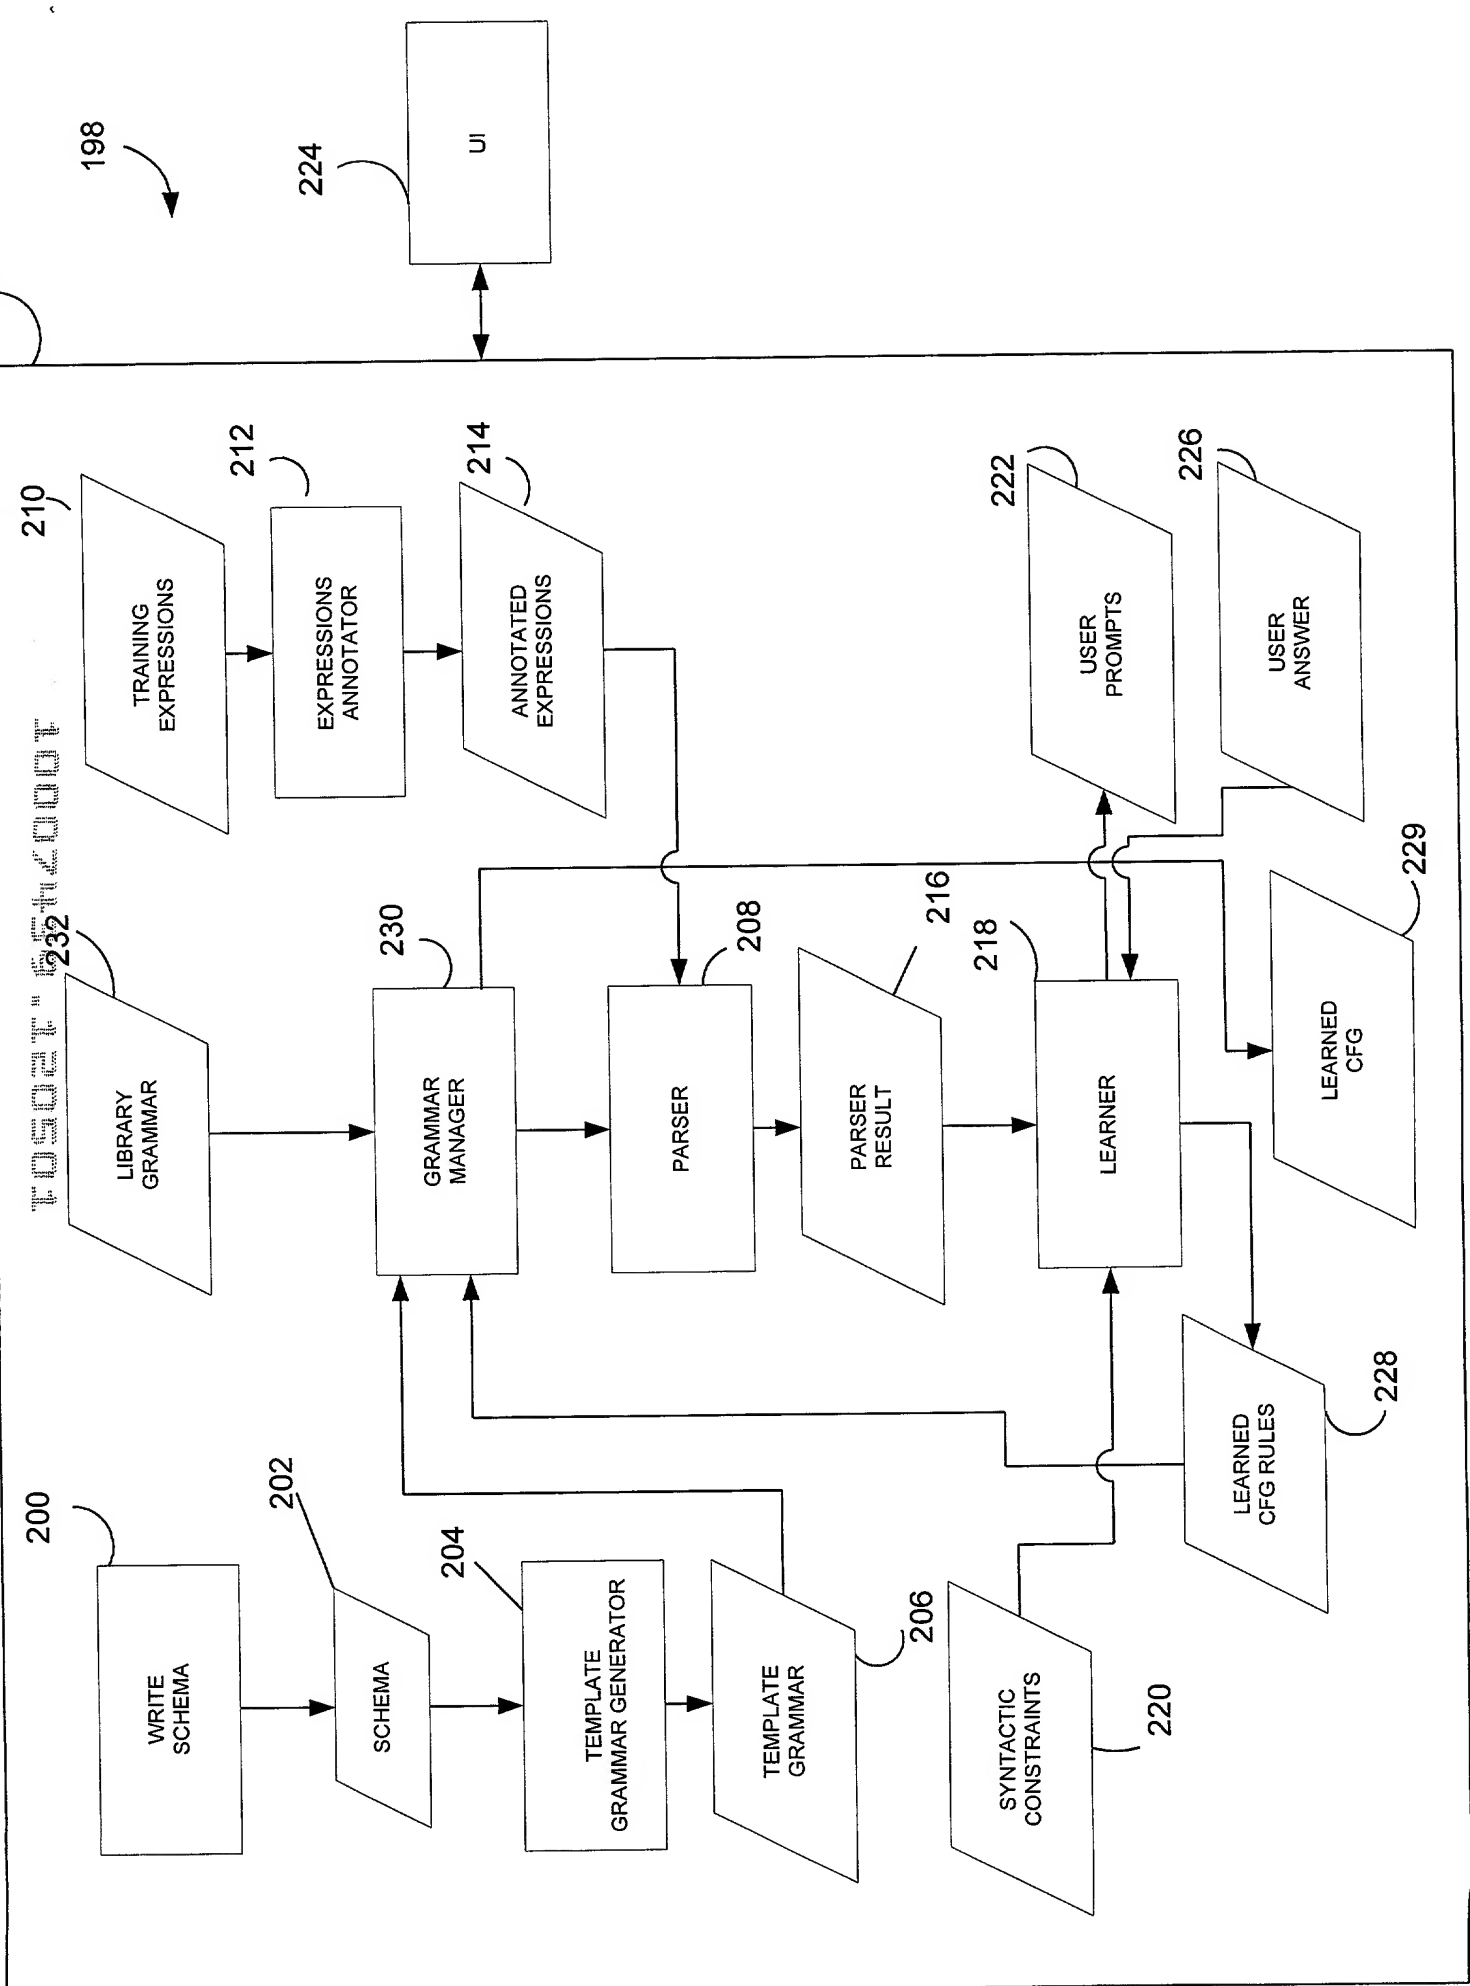 200
WRITE
SCHEMA
202
SCHEMA
204
TEMPLATE
GRAMMAR GENERATOR
TEMPLATE
GRAMMAR
206
SYNTACTIC
CONSTRAINTS
220
232
LIBRARY
GRAMMAR
230
GRAMMAR
MANAGER
208
PARSER
216
PARSER
RESULT
218
LEARNER
LEARNED
CFG RULES
228
LEARNED
CFG
229
210
TRAINING
EXPRESSIONS
212
EXPRESSIONS
ANNOTATOR
214
ANNOTATED
EXPRESSIONS
222
USER
PROMPTS
226
USER
ANSWER
198
224
UI